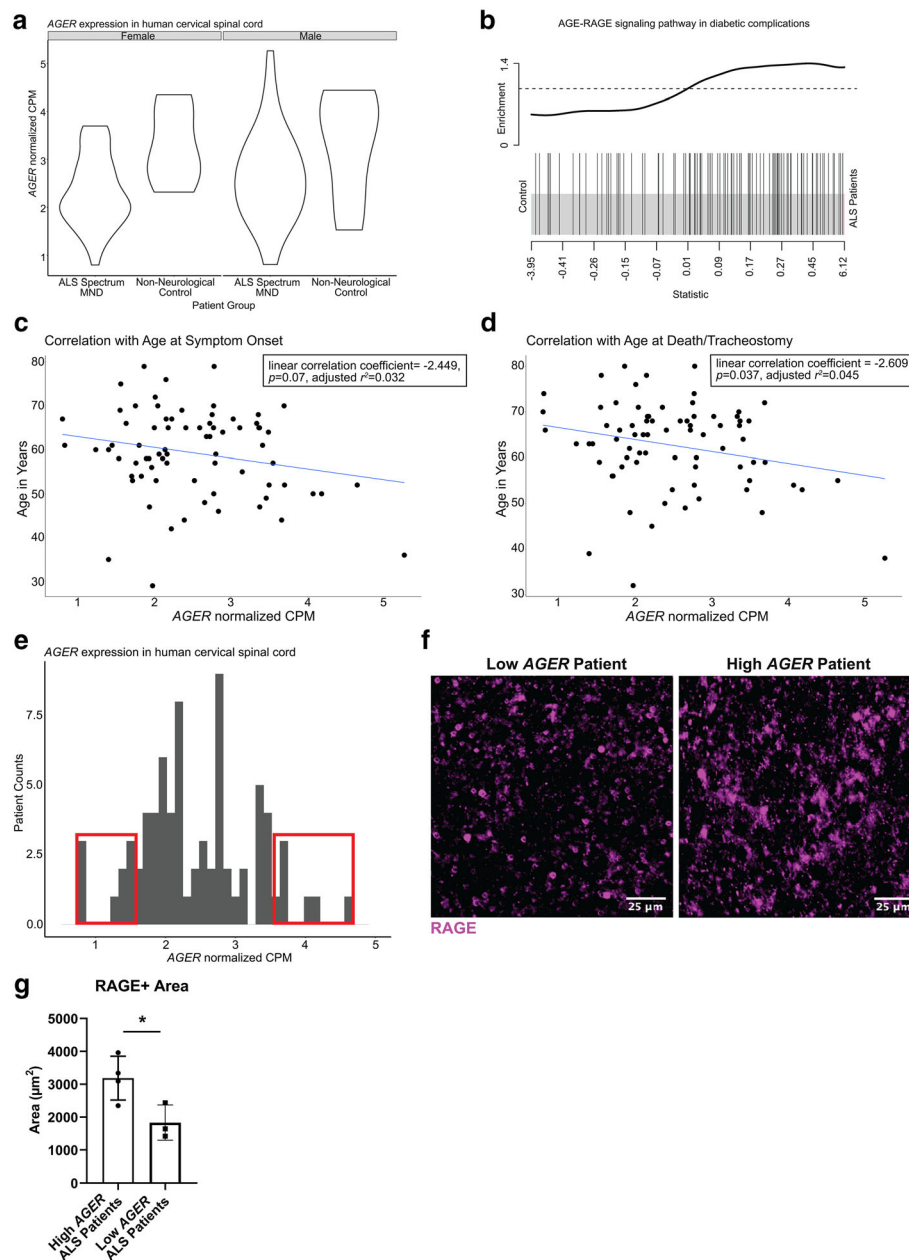 a
AGER expression in human cervical spinal cord
Female
Male
AGER normalized CPM
5
4
3
2
1
ALS Spectrum
MND
Non-Neurological
Control
ALS Spectrum
MND
Non-Neurological
Control
Patient Group
b
AGE-RAGE signaling pathway in diabetic complications
Enrichment
1.4
0
Control
ALS Patients
-3.95
-0.41
-0.26
-0.15
-0.07
0.01
0.09
0.17
0.27
0.45
6.12
Statistic
c
Correlation with Age at Symptom Onset
linear correlation coefficient= -2.449,
p=0.07, adjusted r²=0.032
Age in Years
80
70
60
50
40
30
1 2 3 4 5
AGER normalized CPM
d
Correlation with Age at Death/Tracheostomy
linear correlation coefficient= -2.609
p=0.037, adjusted r²=0.045
Age in Years
80
70
60
50
40
30
1 2 3 4 5
AGER normalized CPM
e
AGER expression in human cervical spinal cord
Patient Counts
7.5
5.0
2.5
0.0
1 2 3 4 5
AGER normalized CPM
f
Low AGER Patient
High AGER Patient
25 µm
25 µm
RAGE
g
RAGE+ Area
*
Area (µm²)
5000
4000
3000
2000
1000
0
High AGER
ALS Patients
Low AGER
ALS Patients